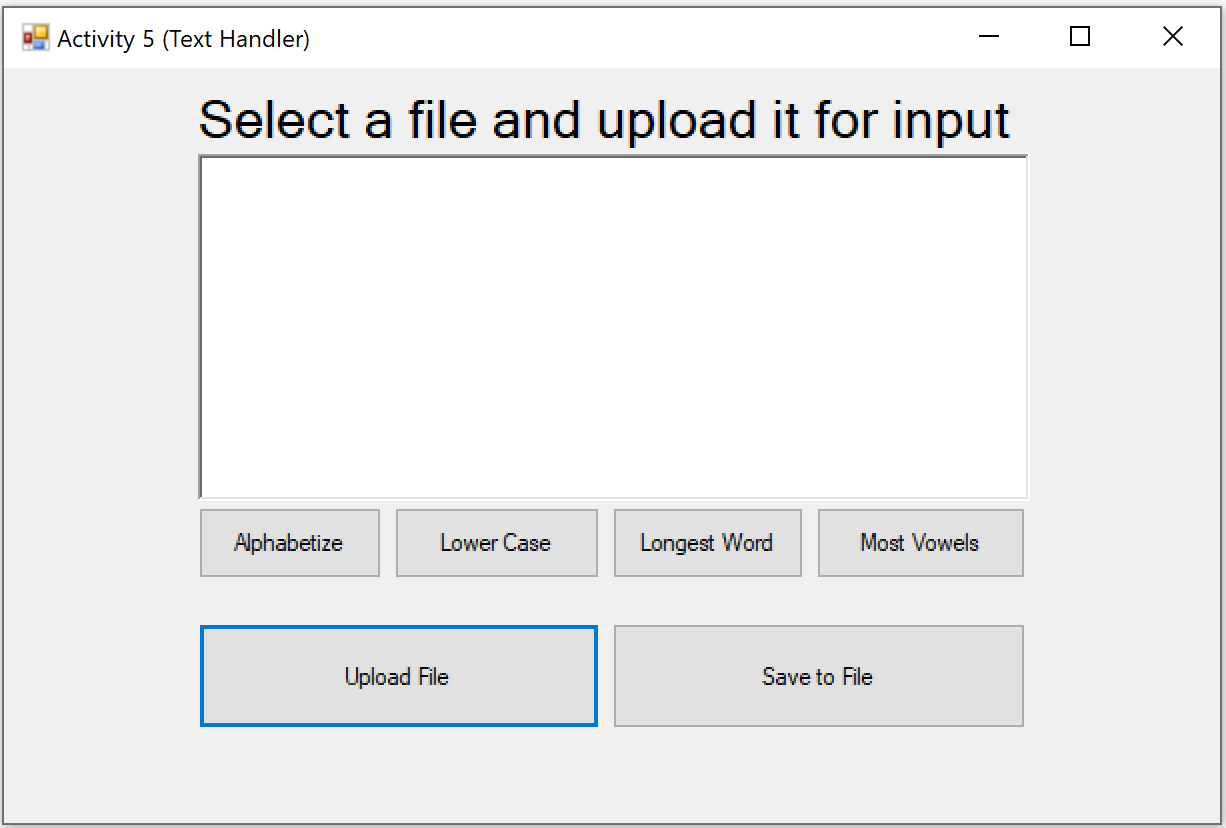 Activity 5 (Text Handler)
Select a file and upload it for input
Alphabetize Lower Case Longest Word Most Vowels
Upload File Save to File